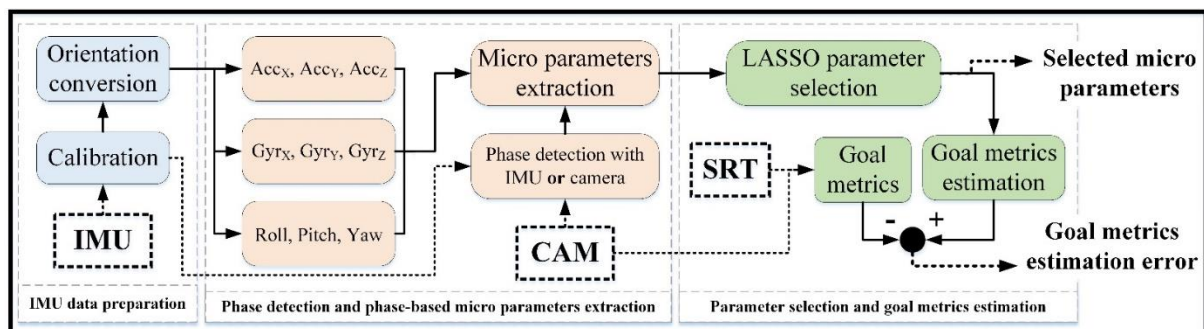 Orientation
conversion
Calibration
IMU
IMU data preparation
AccX, AccY, AccZ
GyrX, GyrY, GyrZ
Roll, Pitch, Yaw
Micro parameters
extraction
Phase detection with
IMU or camera
CAM
Phase detection and phase-based micro parameters extraction
LASSO parameter
selection
Selected micro
parameters
SRT
Goal
metrics
Goal metrics
estimation
- +
Goal metrics
estimation error
Parameter selection and goal metrics estimation